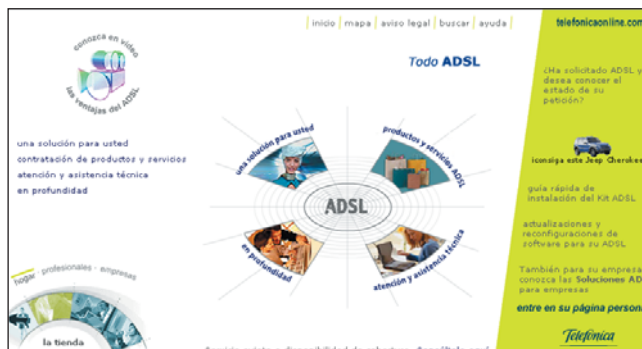 inicio | mapa | aviso legal | buscar | ayuda
telefonicaonline.com
conozca en vídeo
las ventajas del ADSL
Todo ADSL
¿Ha solicitado ADSL y
desea conocer el
estado de su
petición?
una solución para usted
contratación de productos y servicios
atención y asistencia técnica
en profundidad
una solución para usted
productos y servicios ADSL
ADSL
en profundidad
atención y asistencia técnica
¡consiga este Jeep Cherokee
guía rápida de
instalación del Kit ADSL
actualizaciones y
reconfiguraciones de
software para su ADSL
También para su empresa
conozca las Soluciones AD
para empresas
entre en su página person
hogar · profesionales · empresas
la tienda
Telefónica